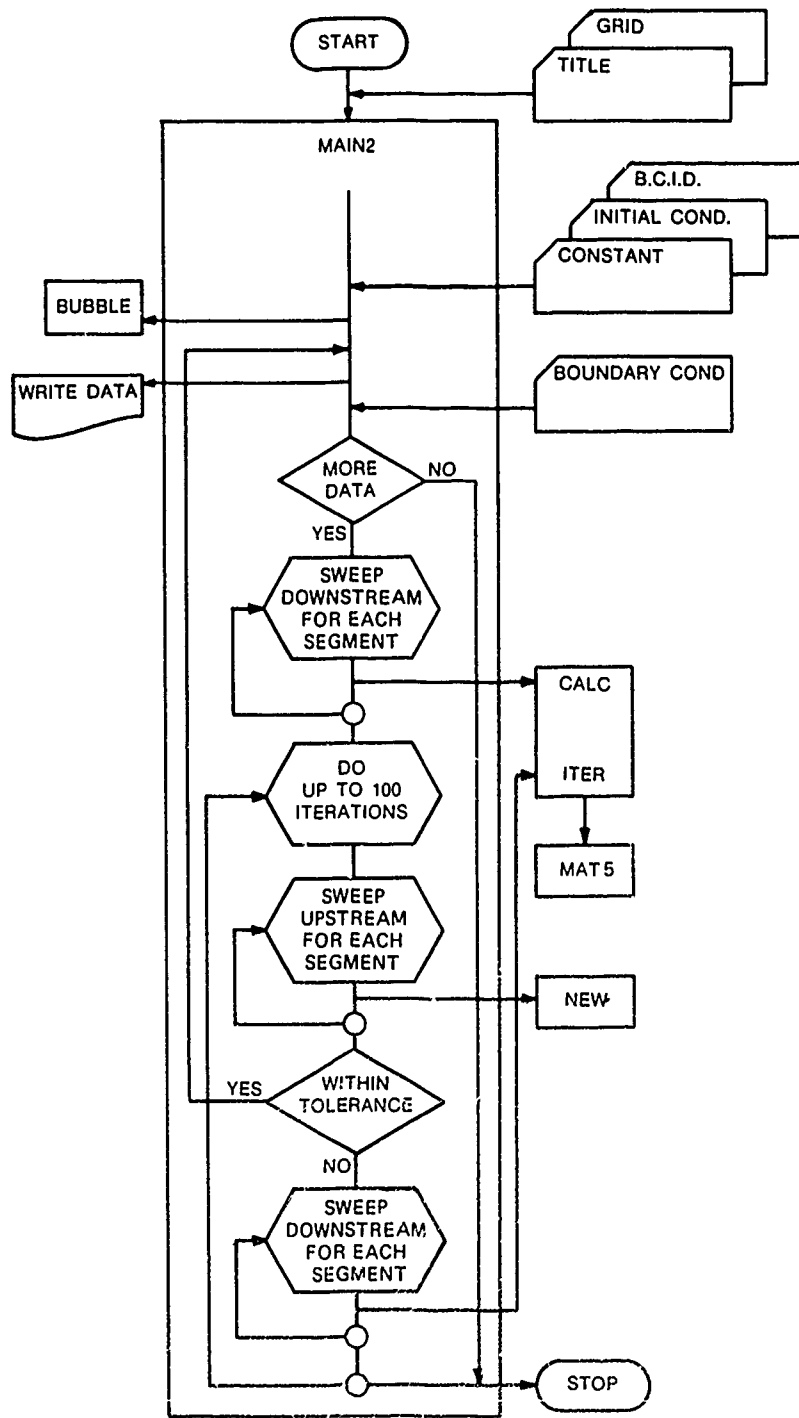 START
GRID
TITLE
MAIN2
B.C.I.D.
INITIAL COND.
CONSTANT
BUBBLE
WRITE DATA
BOUNDARY COND
MORE
DATA
NO
YES
SWEEP
DOWNSTREAM
FOR EACH
SEGMENT
CALC
DO
UP TO 100
ITERATIONS
ITER
MAT 5
SWEEP
UPSTREAM
FOR EACH
SEGMENT
NEW
YES
WITHIN
TOLERANCE
NO
SWEEP
DOWNSTREAM
FOR EACH
SEGMENT
STOP